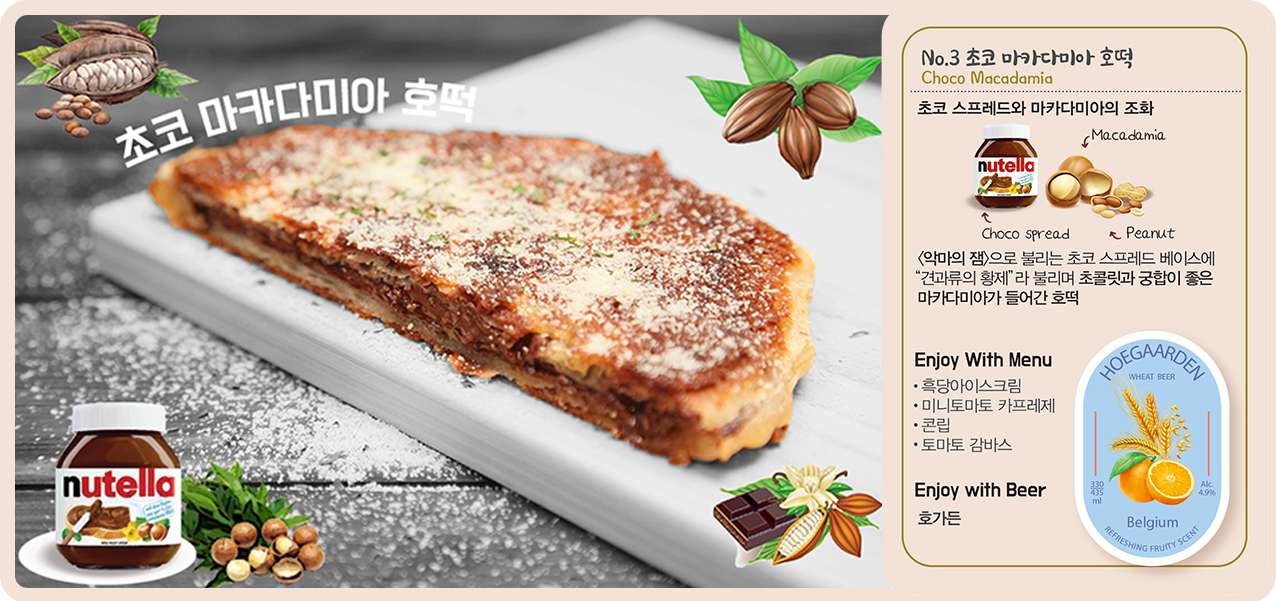 초코 마카다미아 호떡
nutella
No.3 초코 마카다미아 호떡
Choco Macadamia
초코 스프레드와 마카다미아의 조화
Macadamia
nutella
Choco spread
Peanut
<악마의 잼>으로 불리는 초코 스프레드 베이스에
“견과류의 황제” 라 불리며 초콜릿과 궁합이 좋은
마카다미아가 들어간 호떡
Enjoy With Menu
• 흑당아이스크림
• 미니토마토 카프레제
• 콘립
• 토마토 감바스
Enjoy with Beer
호가든
HOEGAARDEN
WHEAT BEER
330
435
ml
Alc.
4.9%
Belgium
REFRESHING FRUITY SCENT